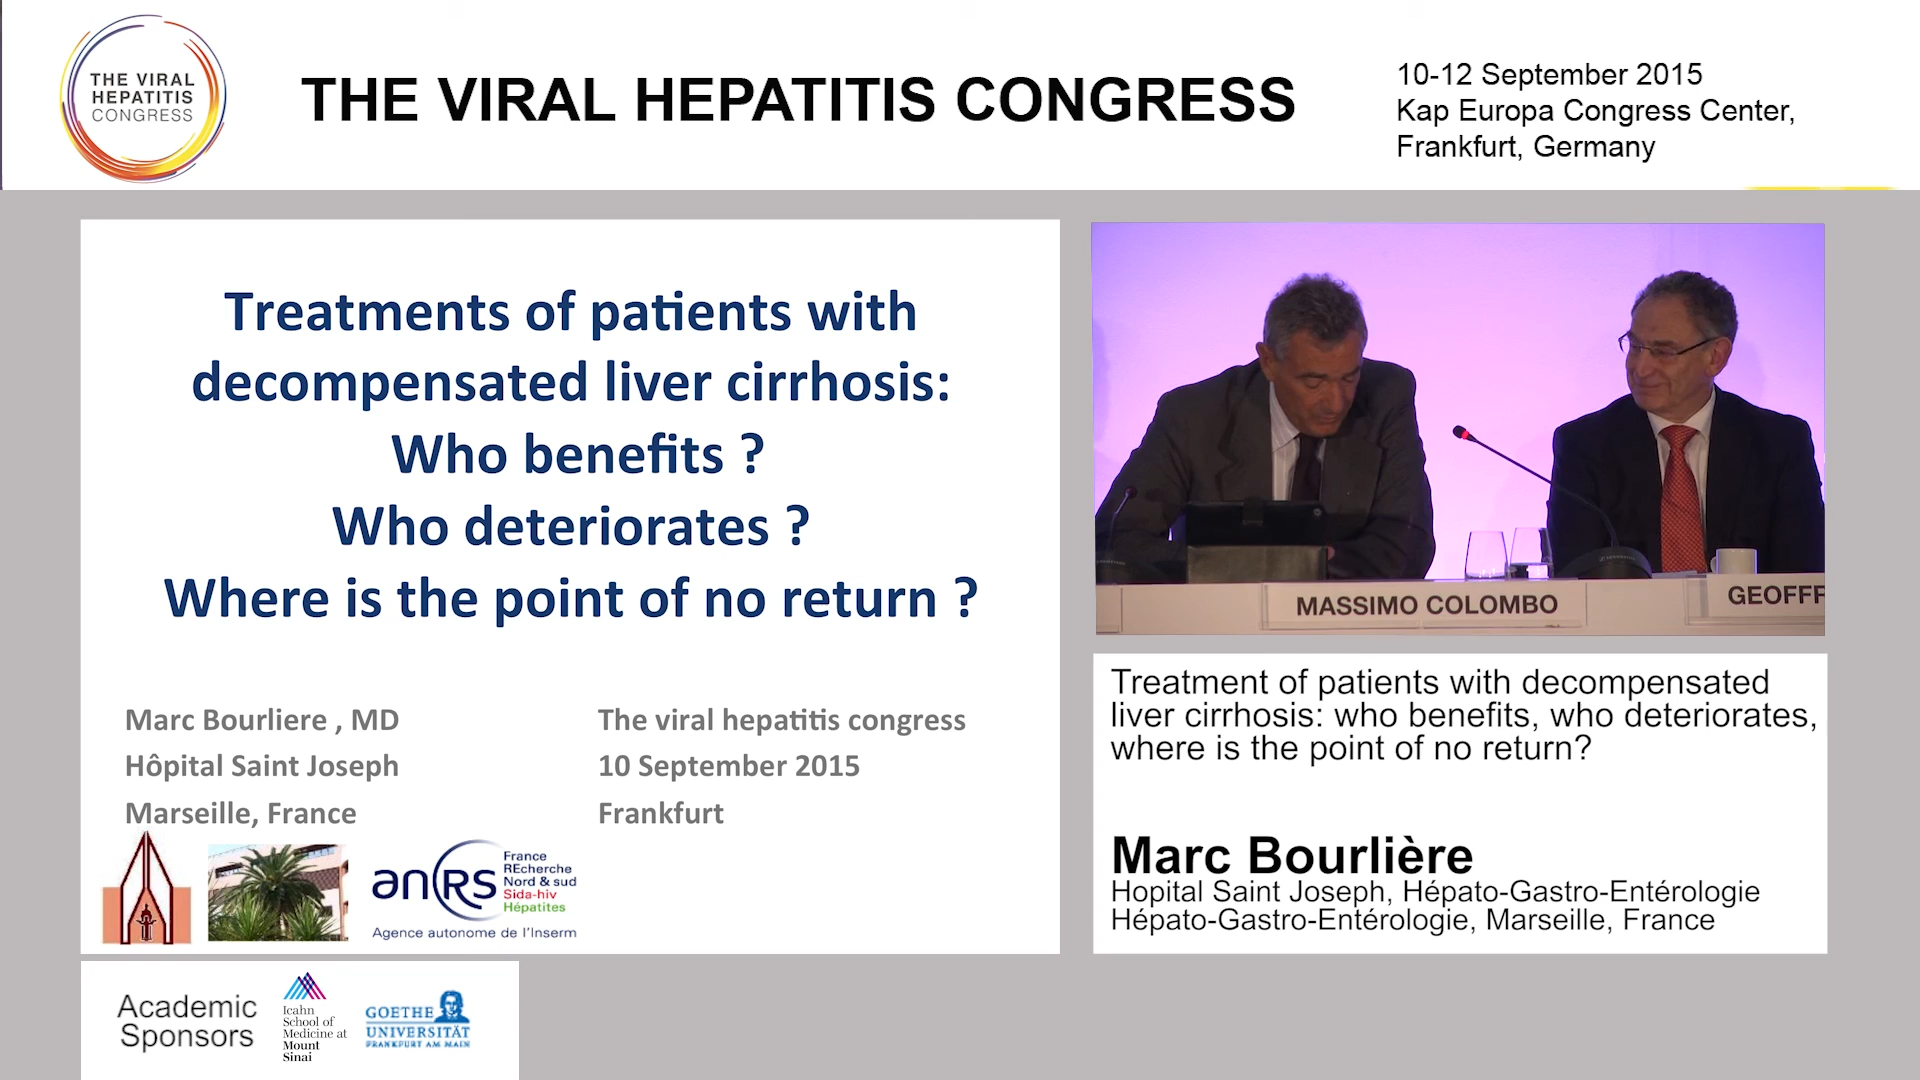 THE VIRAL
HEPATITIS
CONGRESS
THE VIRAL HEPATITIS CONGRESS
10-12 September 2015
Kap Europa Congress Center,
Frankfurt, Germany
Treatments of patients with
decompensated liver cirrhosis:
Who benefits ?
Who deteriorates ?
Where is the point of no return ?
Marc Bourliere , MD
Hôpital Saint Joseph
Marseille, France
The viral hepatitis congress
10 September 2015
Frankfurt
anRS
France
REcherche
Nord & sud
Sida-hiv
Hépatites
Agence autonome de l'Inserm
MASSIMO COLOMBO
GEOFF
Treatment of patients with decompensated
liver cirrhosis: who benefits, who deteriorates,
where is the point of no return?
Marc Bourlière
Hopital Saint Joseph, Hépato-Gastro-Entérologie
Hépato-Gastro-Entérologie, Marseille, France
Academic
Sponsors
Icahn
School of
Medicine at
Mount
Sinai
GOETHE
UNIVERSITÄT
FRANKFURT AM MAIN